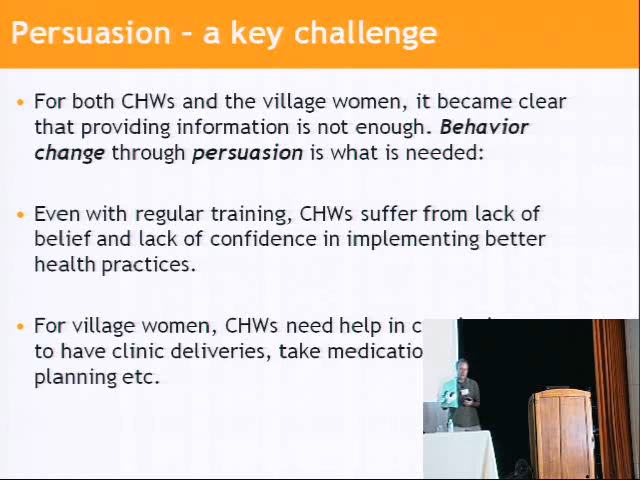 Persuasion - a key challenge
• For both CHWs and the village women, it became clear
that providing information is not enough. Behavior
change through persuasion is what is needed:
• Even with regular training, CHWs suffer from lack of
belief and lack of confidence in implementing better
health practices.
• For village women, CHWs need help in
to have clinic deliveries, take
planning etc.